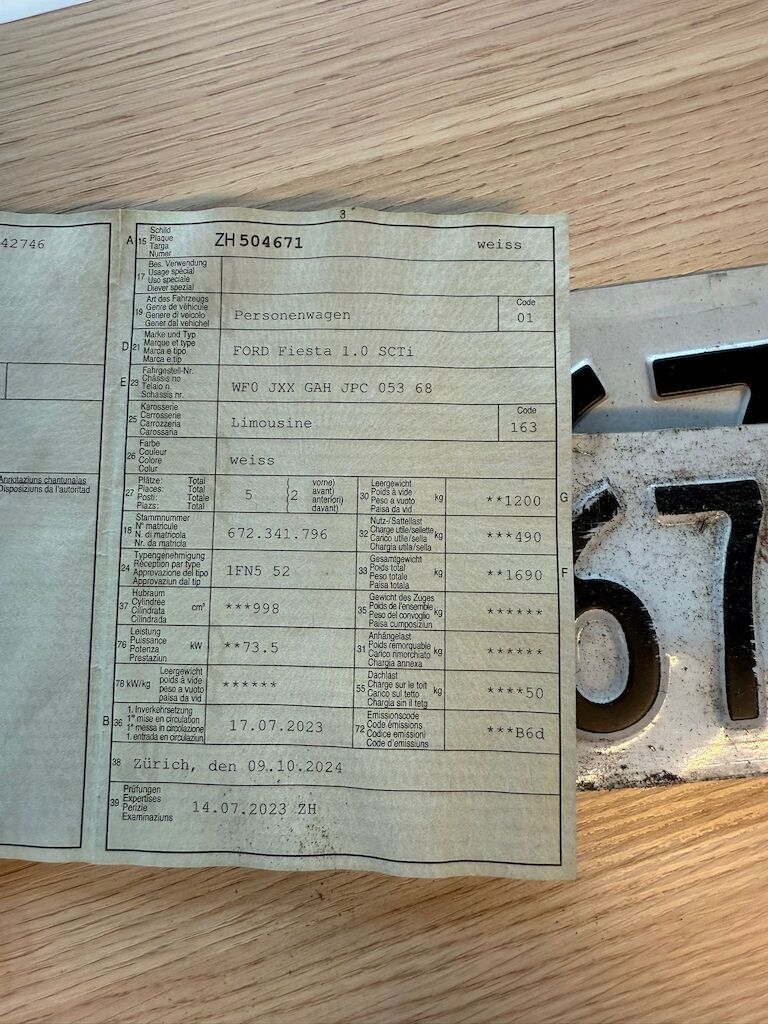 3
42746
Annotaziuns chantunalas
Disposiziuns da l'autoritad
A 15 Schild
Plaque
Targa
Numer
ZH 504671 weiss
17 Bes. Verwendung
Usage spécial
Uso speciale
Diever spezial
19 Art des Fahrzeugs
Genre de véhicule
Genere di veicolo
Gener dal vehichel
Personenwagen
Code
01
D 21 Marke und Typ
Marque et type
Marca e tipo
Marca e tip
FORD Fiesta 1.0 SCTi
E 23 Fahrgestell-Nr.
Châssis no
Telaio n.
Schassis nr.
WF0 JXX GAH JPC 053 68
25 Karosserie
Carrosserie
Carrozzeria
Carossaria
Limousine
Code
163
26 Farbe
Couleur
Colore
Colur
weiss
27 Plätze: Total
Places: Total
Posti: Totale
Piazs: Total
5 (2 vorne)
avant)
anteriori)
davant)
30 Leergewicht
Poids à vide
Peso a vuoto
Paisa da vid
kg
**1200 G
18 Stammnummer
N° matricule
N. di matricola
Nr. da matricla
672.341.796
32 Nutz-/Sattellast
Charge utile/sellette
Carico utile/sella
Chargia utila/sella
kg
***490
24 Typengenehmigung
Réception par type
Approvazione del tipo
Approvaziun dal tip
1FN5 52
33 Gesamtgewicht
Poids total
Peso totale
Paisa totala
kg
**1690 F
37 Hubraum
Cylindrée
Cilindrata
Cilindrada
cm³
***998
35 Gewicht des Zuges
Poids de l'ensemble
Peso del convoglio
Paisa cumposiziun
kg
******
76 Leistung
Puissance
Potenza
Prestaziun
kW
**73.5
31 Anhängelast
Poids remorquable
Carico rimorchiato
Chargia annexa
kg
******
78 kW/kg Leergewicht
poids à vide
peso a vuoto
paisa da vid
******
55 Dachlast
Charge sur le toit
Carico sul tetto
Chargia sin il tetg
kg
****50
B 36 1. Inverkehrsetzung
1re mise en circulation
1a messa in circolazione
1. entrada en circulaziun
17.07.2023
72 Emissionscode
Code émissions
Codice emissioni
Code d'emissiuns
***B6d
38 Zürich, den 09.10.2024
39 Prüfungen
Expertises
Perizie
Examinaziuns
14.07.2023 ZH
67